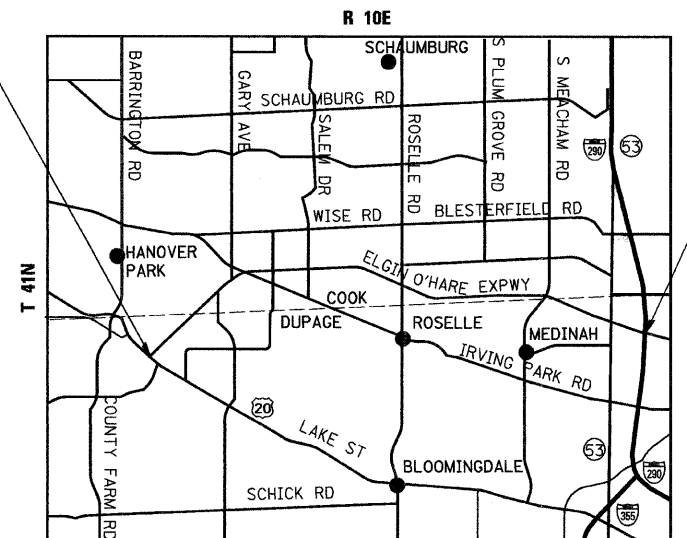 R 10E
SCHAUMBURG
BARRINGTON RD
GARY AVE
SCHAUMBURG RD
SALEM DR
ROSELLE RD
S PLUM GROVE RD
S MEACHAM RD
290
53
WISE RD
BLESTERFIELD RD
HANOVER
PARK
T 41N
ELGIN O'HARE EXPWY
COOK
DUPAGE
ROSELLE
MEDINAH
IRVING PARK RD
20
LAKE ST
COUNTY FARM RD
BLOOMINGDALE
53
290
SCHICK RD
355